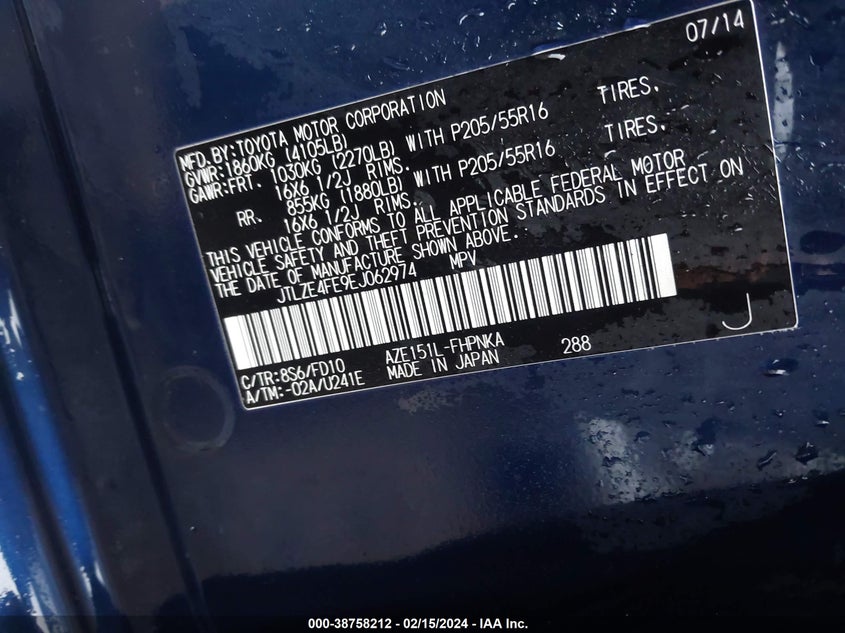 07/14
MFD.BY:TOYOTA MOTOR CORPORATION
GVWR:1860KG (4105LB)
GAWR:FRT. 1030KG (2270LB) WITH P205/55R16 TIRES.
16X6 1/2J RIMS.
RR. 855KG (1880LB) WITH P205/55R16 TIRES.
16X6 1/2J RIMS.
THIS VEHICLE CONFORMS TO ALL APPLICABLE FEDERAL MOTOR
VEHICLE SAFETY AND THEFT PREVENTION STANDARDS IN EFFECT ON
THE DATE OF MANUFACTURE SHOWN ABOVE.
JTLZE4FE9EJ062974 MPV
C/TR:8S6/FD10 AZE151L-FHPNKA 288
A/TM:-02A/U241E MADE IN JAPAN
J
000-38758212 - 02/15/2024 - IAA Inc.